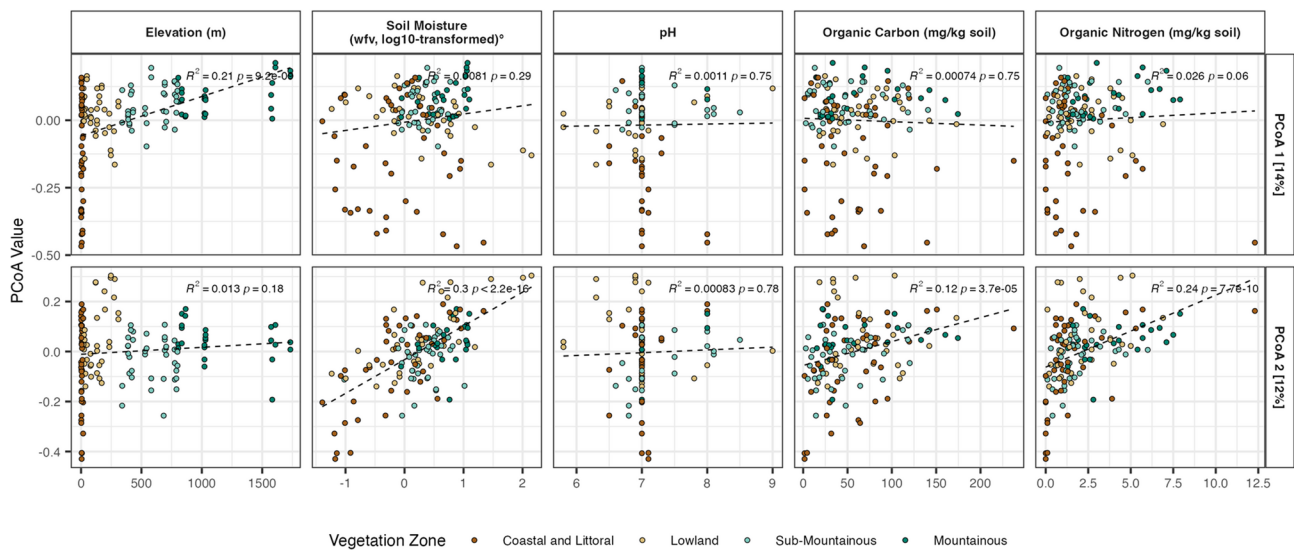 Elevation (m)
Soil Moisture
(wfv, log10-transformed)°
pH
Organic Carbon (mg/kg soil)
Organic Nitrogen (mg/kg soil)
R² = 0.21 p = 9.2e-0
R² = 0.0081 p = 0.29
R² = 0.0011 p = 0.75
R² = 0.00074 p = 0.75
R² = 0.026 p = 0.06
0.00
-0.25
-0.50
PCoA 1 [14%]
PCoA Value
R² = 0.013 p = 0.18
R² = 0.3 p < 2.2e-16
R² = 0.00083 p = 0.78
R² = 0.12 p = 3.7e-05
R² = 0.24 p = 7.7e-10
0.2
0.0
-0.2
-0.4
PCoA 2 [12%]
0 500 1000 1500
-1 0 1 2
6 7 8 9
0 50 100 150 200
0.0 2.5 5.0 7.5 10.0 12.5
Vegetation Zone Coastal and Littoral Lowland Sub-Mountainous Mountainous